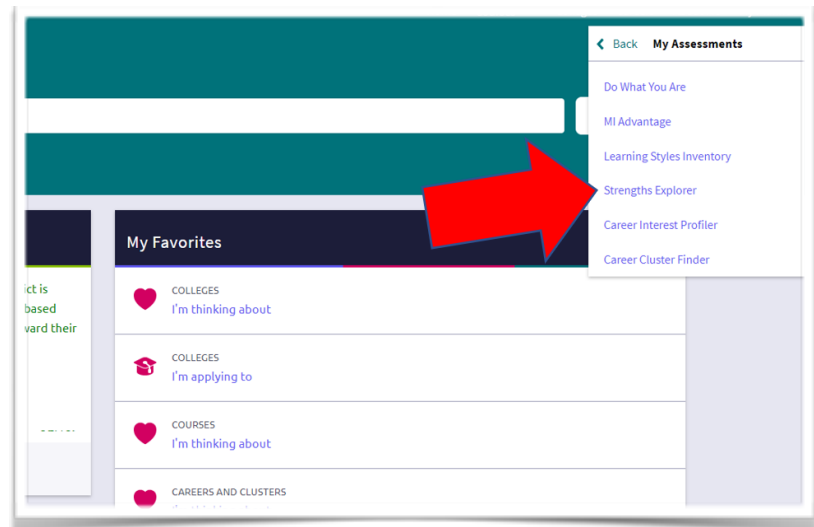 Back My Assessments
Do What You Are
MI Advantage
Learning Styles Inventory
Strengths Explorer
Career Interest Profiler
Career Cluster Finder
My Favorites
ict is
based
ward their
COLLEGES
I'm thinking about
COLLEGES
I'm applying to
COURSES
I'm thinking about
CAREERS AND CLUSTERS